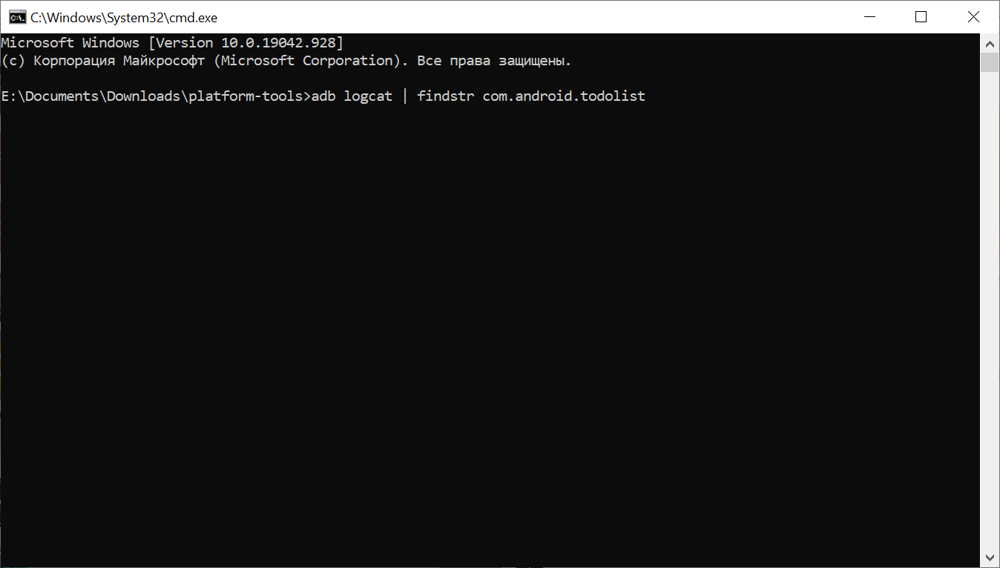 C:\Windows\System32\cmd.exe
Microsoft Windows [Version 10.0.19042.928]
(c) Корпорация Майкрософт (Microsoft Corporation). Все права защищены.
E:\Documents\Downloads\platform-tools>adb logcat | findstr com.android.todolist